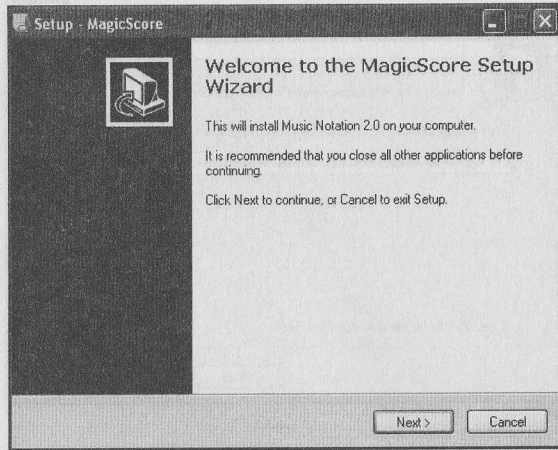 Setup - MagicScore
Welcome to the MagicScore Setup
Wizard
This will install Music Notation 2.0 on your computer.
It is recommended that you close all other applications before
continuing.
Click Next to continue, or Cancel to exit Setup.
Next >
Cancel